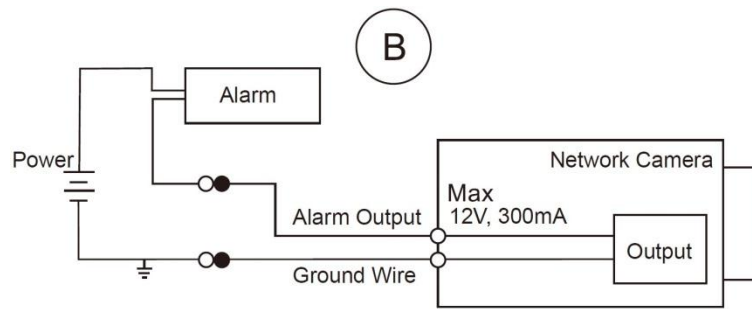 B
Alarm
Power
Network Camera
Max
12V, 300mA
Alarm Output
Output
Ground Wire